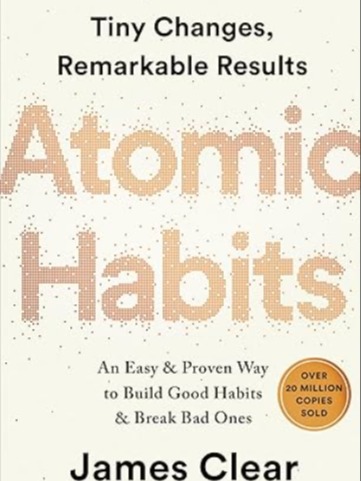 Tiny Changes,
Remarkable Results
Atomic
Habits
An Easy & Proven Way
to Build Good Habits
& Break Bad Ones
OVER
20 MILLION
COPIES
SOLD
James Clear